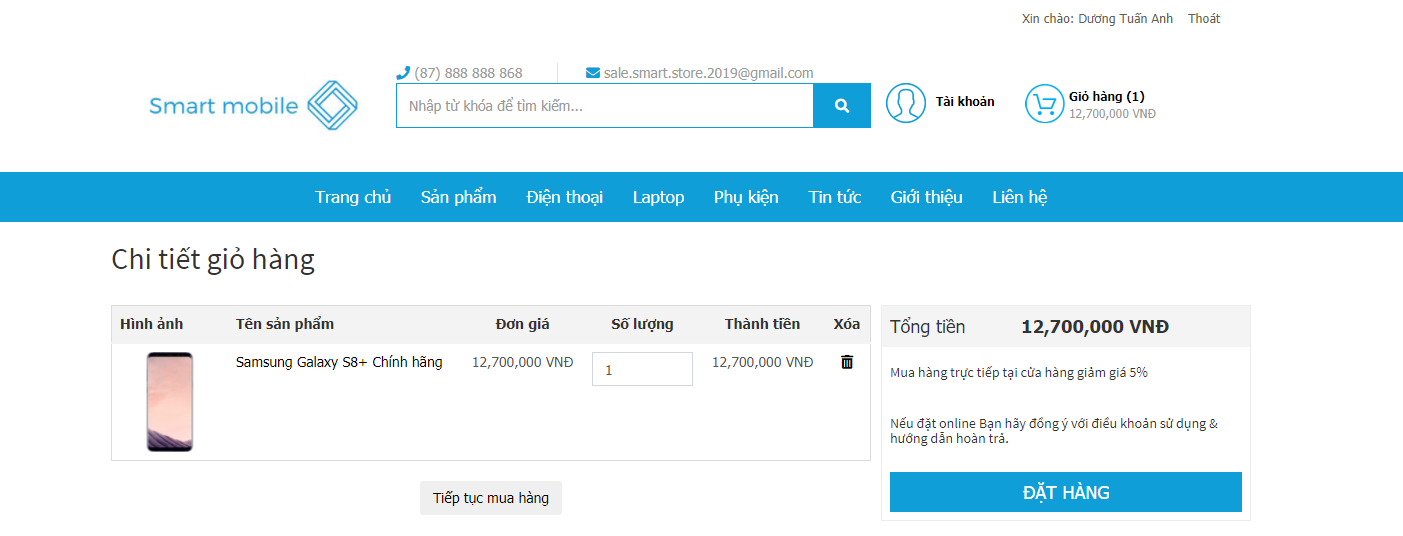 Xin chào: Dương Tuấn Anh Thoát
(87) 888 888 868 sale.smart.store.2019@gmail.com
Smart mobile
Nhập từ khóa để tìm kiếm...
Tài khoản
Giỏ hàng (1)
12,700,000 VNĐ
Trang chủ Sản phẩm Điện thoại Laptop Phụ kiện Tin tức Giới thiệu Liên hệ
Chi tiết giỏ hàng
Hình ảnh Tên sản phẩm Đơn giá Số lượng Thành tiền Xóa
Samsung Galaxy S8+ Chính hãng 12,700,000 VNĐ 1 12,700,000 VNĐ
Tiếp tục mua hàng
Tổng tiền 12,700,000 VNĐ
Mua hàng trực tiếp tại cửa hàng giảm giá 5%
Nếu đặt online Bạn hãy đồng ý với điều khoản sử dụng &
hướng dẫn hoàn trả.
ĐẶT HÀNG